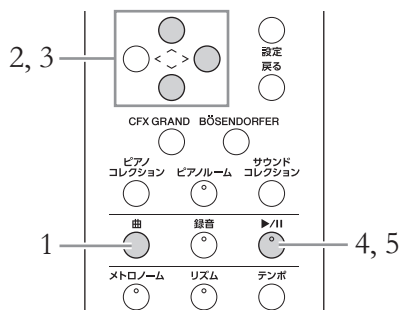 2, 3
設定
戻る
CFX GRAND BÖSENDORFER
ピアノ
コレクション
ピアノルーム
サウンド
コレクション
1
曲
録音
▶/II
4, 5
メトロノーム
リズム
テンポ